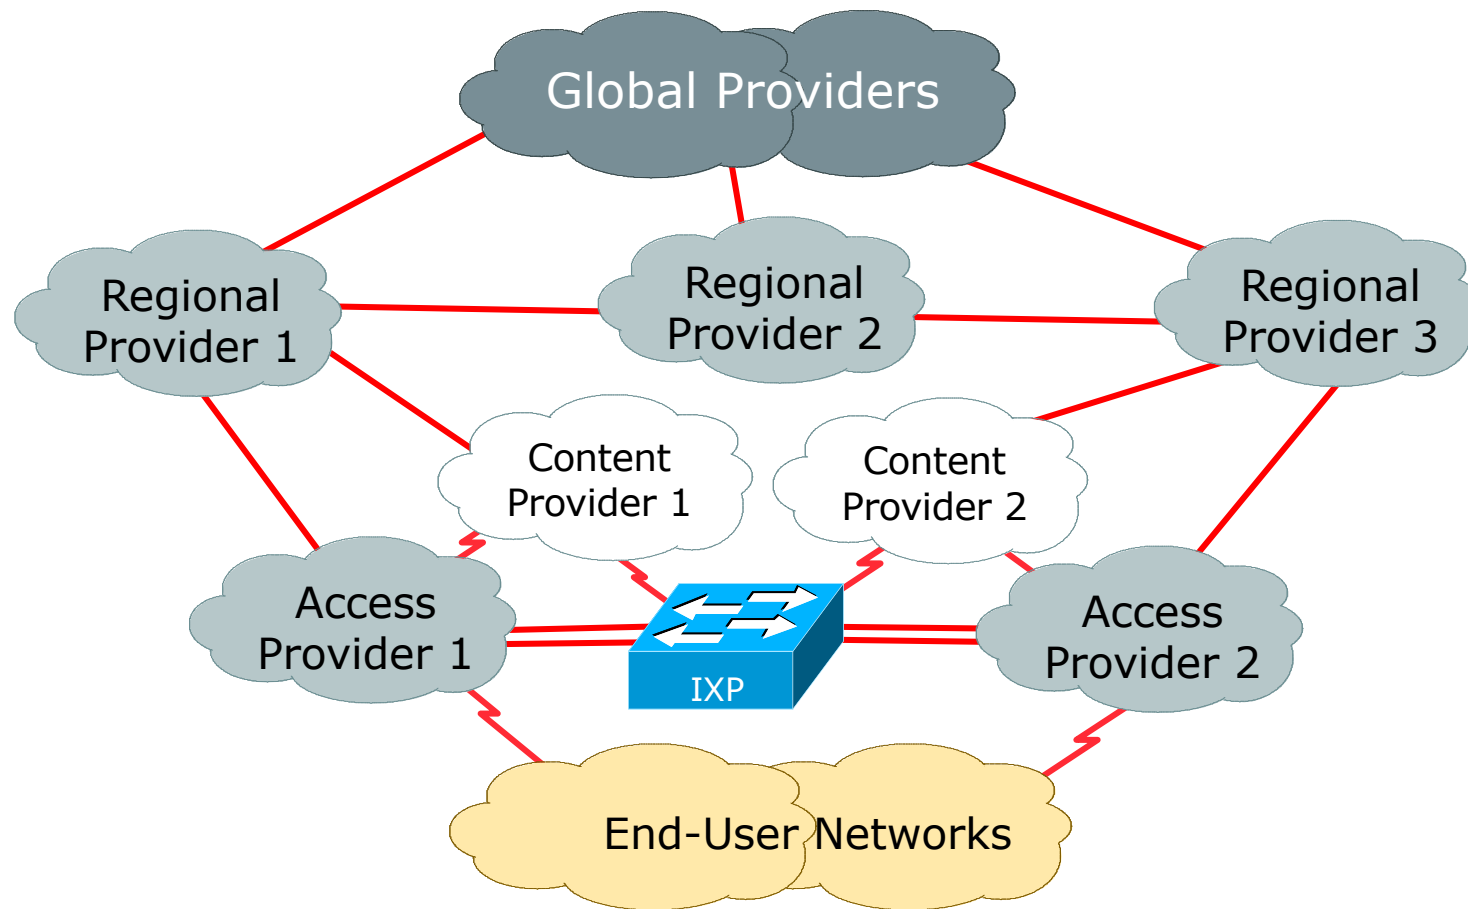 Global Providers
Regional
Provider 1
Regional
Provider 2
Regional
Provider 3
Content
Provider 1
Content
Provider 2
Access
Provider 1
IXP
Access
Provider 2
End-User Networks